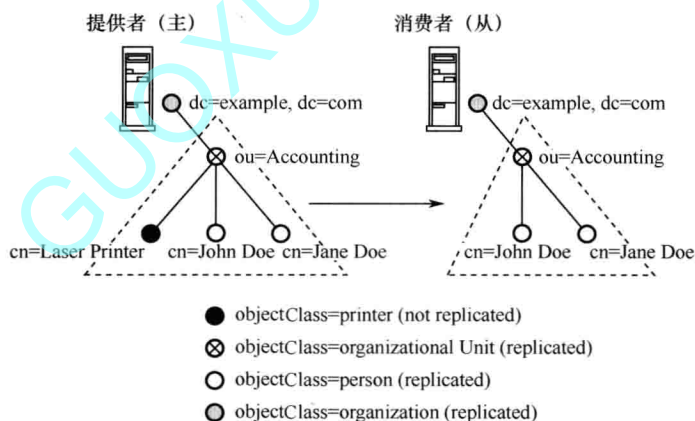 提供者（主）
消费者（从）
dc=example, dc=com
dc=example, dc=com
ou=Accounting
ou=Accounting
cn=Laser Printer
cn=John Doe
cn=Jane Doe
cn=John Doe
cn=Jane Doe
objectClass=printer (not replicated)
objectClass=organizational Unit (replicated)
objectClass=person (replicated)
objectClass=organization (replicated)
GUOXU